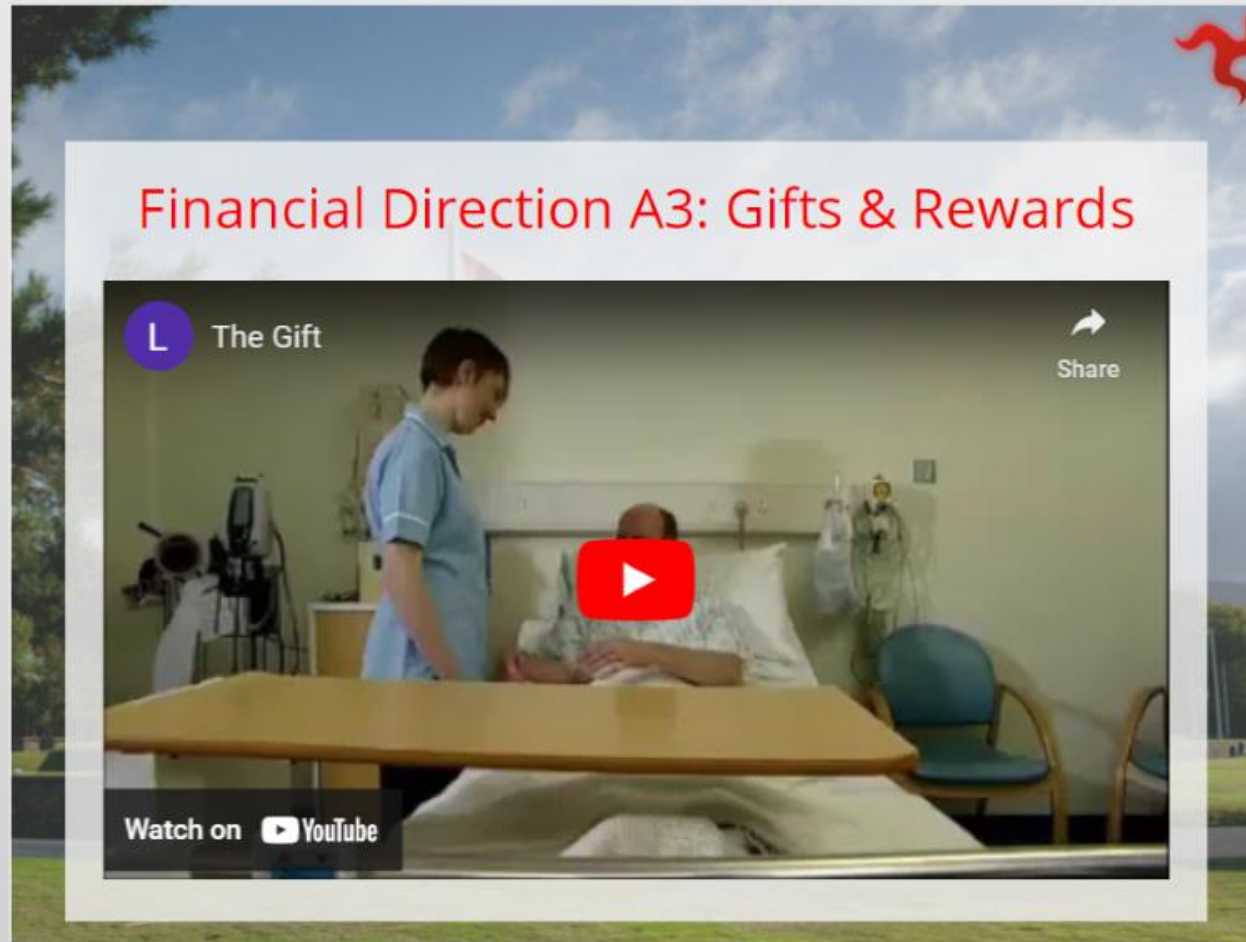 Financial Direction A3: Gifts & Rewards
L The Gift
Share
Watch on YouTube